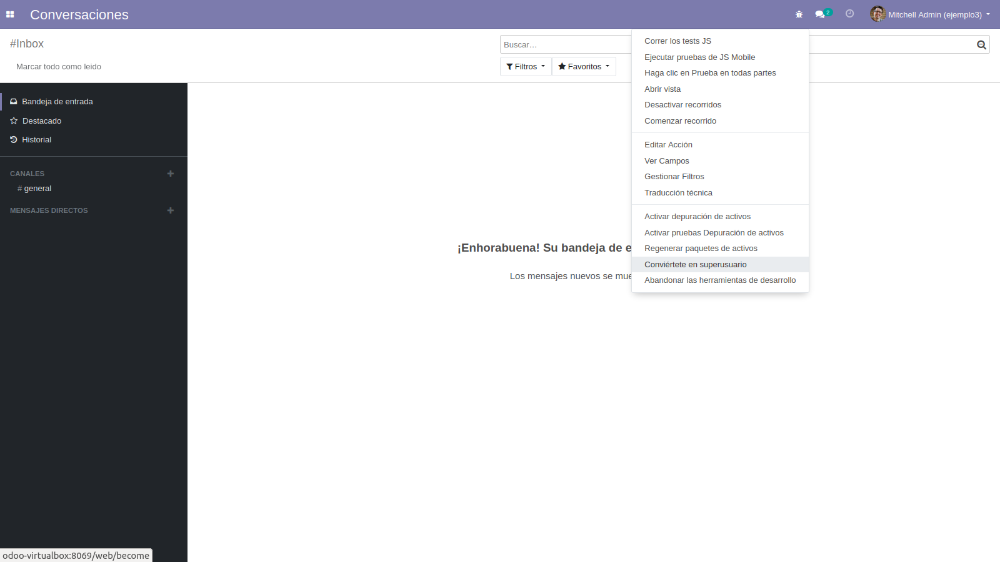 Conversaciones
2
Mitchell Admin (ejemplo3)
#Inbox
Buscar...
Marcar todo como leido
Filtros
Favoritos
Correr los tests JS
Ejecutar pruebas de JS Mobile
Haga clic en Prueba en todas partes
Abrir vista
Desactivar recorridos
Comenzar recorrido
Editar Acción
Ver Campos
Gestionar Filtros
Traducción técnica
Activar depuración de activos
Activar pruebas Depuración de activos
Regenerar paquetes de activos
Conviértete en superusuario
Abandonar las herramientas de desarrollo
Bandeja de entrada
Destacado
Historial
CANALES
# general
MENSAJES DIRECTOS
¡Enhorabuena! Su bandeja de e
Los mensajes nuevos se mue
odoo-virtualbox:8069/web/become